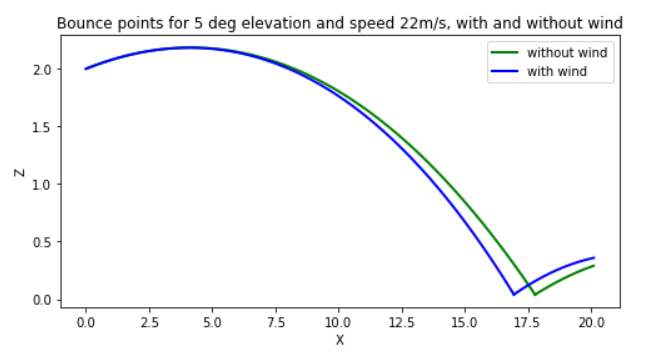 Bounce points for 5 deg elevation and speed 22m/s, with and without wind
without wind
with wind
2.0
1.5
1.0
0.5
0.0
Z
0.0 2.5 5.0 7.5 10.0 12.5 15.0 17.5 20.0
X